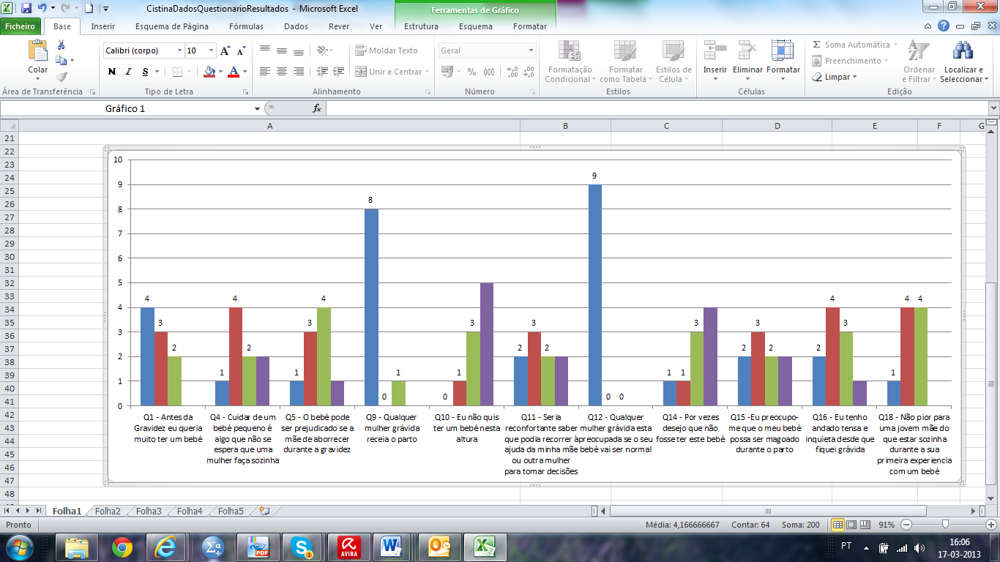 CistinaDadosQuestionarioResultados - Microsoft Excel
Ferramentas de Gráfico
Ficheiro Base Inserir Esquema de Página Fórmulas Dados Rever Ver Estrutura Esquema Formatar
Colar
Calibri (corpo) 10
N I S
A
Moldar Texto
Unir e Centrar
Geral
% 000
Formatação Condicional
Formatar como Tabela
Estilos de Célula
Inserir Eliminar Formatar
Soma Automática
Preenchimento
Limpar
Ordenar e Filtrar
Localizar e Seleccionar
Área de Transferência Tipo de Letra Alinhamento Número Estilos Células Edição
Gráfico 1 fx
A B C D E F G
21
22
23
24
25
26
27
28
29
30
31
32
33
34
35
36
37
38
39
40
41
42
43
44
45
46
47
48
10
9
8
7
6
5
4
3
2
1
0
4 3 2
1 4 2
1 3 4
8 0 1
0 1 3
2 3 2
9 0 0
1 1 3
2 3 2
2 4 3
1 4 4
Q1 - Antes da
Gravidez eu queria
muito ter um bebé
Q4 - Cuidar de um
bebé pequeno é
algo que não se
espera que uma
mulher faça sozinha
Q5 - O bebé pode
ser prejudicado se a
mãe de aborrecer
durante a gravidez
Q9 - Qualquer
mulher grávida
receia o parto
Q10 - Eu não quis
ter um bebé nesta
altura
Q11 - Seria
reconfortante saber
que podia recorrer à
ajuda da minha mãe
ou outra mulher
para tomar decisões
Q12 - Qualquer
mulher grávida esta
preocupada se o seu
bebé vai ser normal
Q14 - Por vezes
desejo que não
fosse ter este bebé
Q15 -Eu preocupo-
me que o meu bebé
possa ser magoado
durante o parto
Q16 - Eu tenho
andado tensa e
inquieta desde que
fiquei grávida
Q18 - Não pior para
uma jovem mãe do
que estar sozinha
durante a sua
primeira experiencia
com um bebé
Folha1 Folha2 Folha3 Folha4 Folha5
Pronto Média: 4,166666667 Contar: 64 Soma: 200 91%
PDF
S 1
AVIRA
PT
16:06
17-03-2013